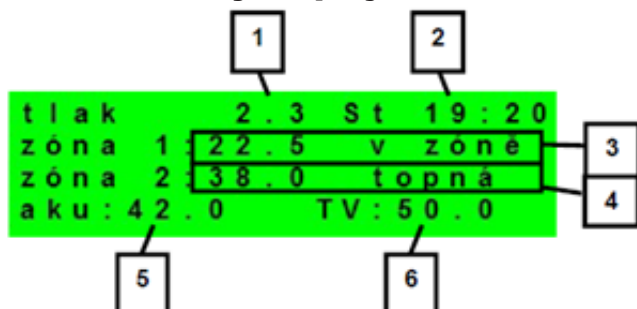 1 2
tlak 2.3 St 19:20
zóna 1:22.5 v zóně
3
zóna 2:38.0 topná
4
aku:42.0 TV:50.0
5 6